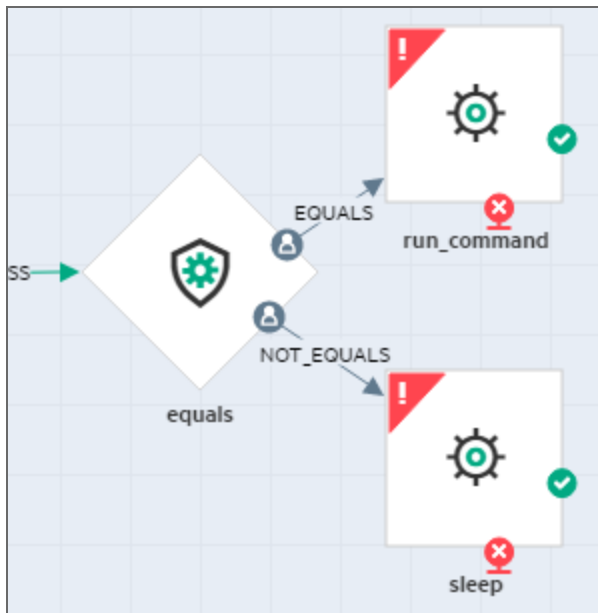 !
EQUALS
run_command
SS
NOT_EQUALS
equals
!
sleep